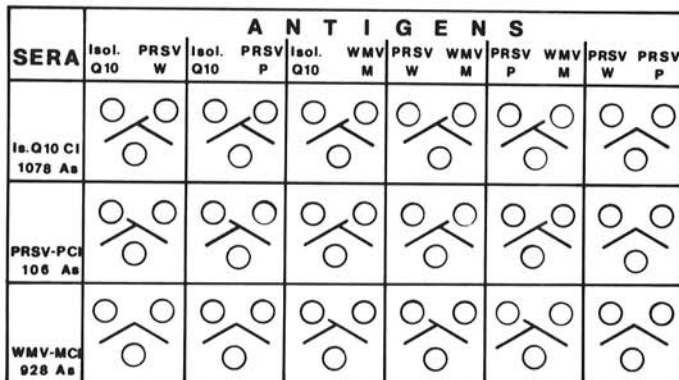 A N T I G E N S
SERA
Isol. PRSV Isol. PRSV Isol. WMV PRSV WMV PRSV WMV PRSV PRSV
Q10 W Q10 P Q10 M W M P M W P
Is.Q10 CI
1078 As
PRSV-PCI
106 As
WMV-MCI
928 As